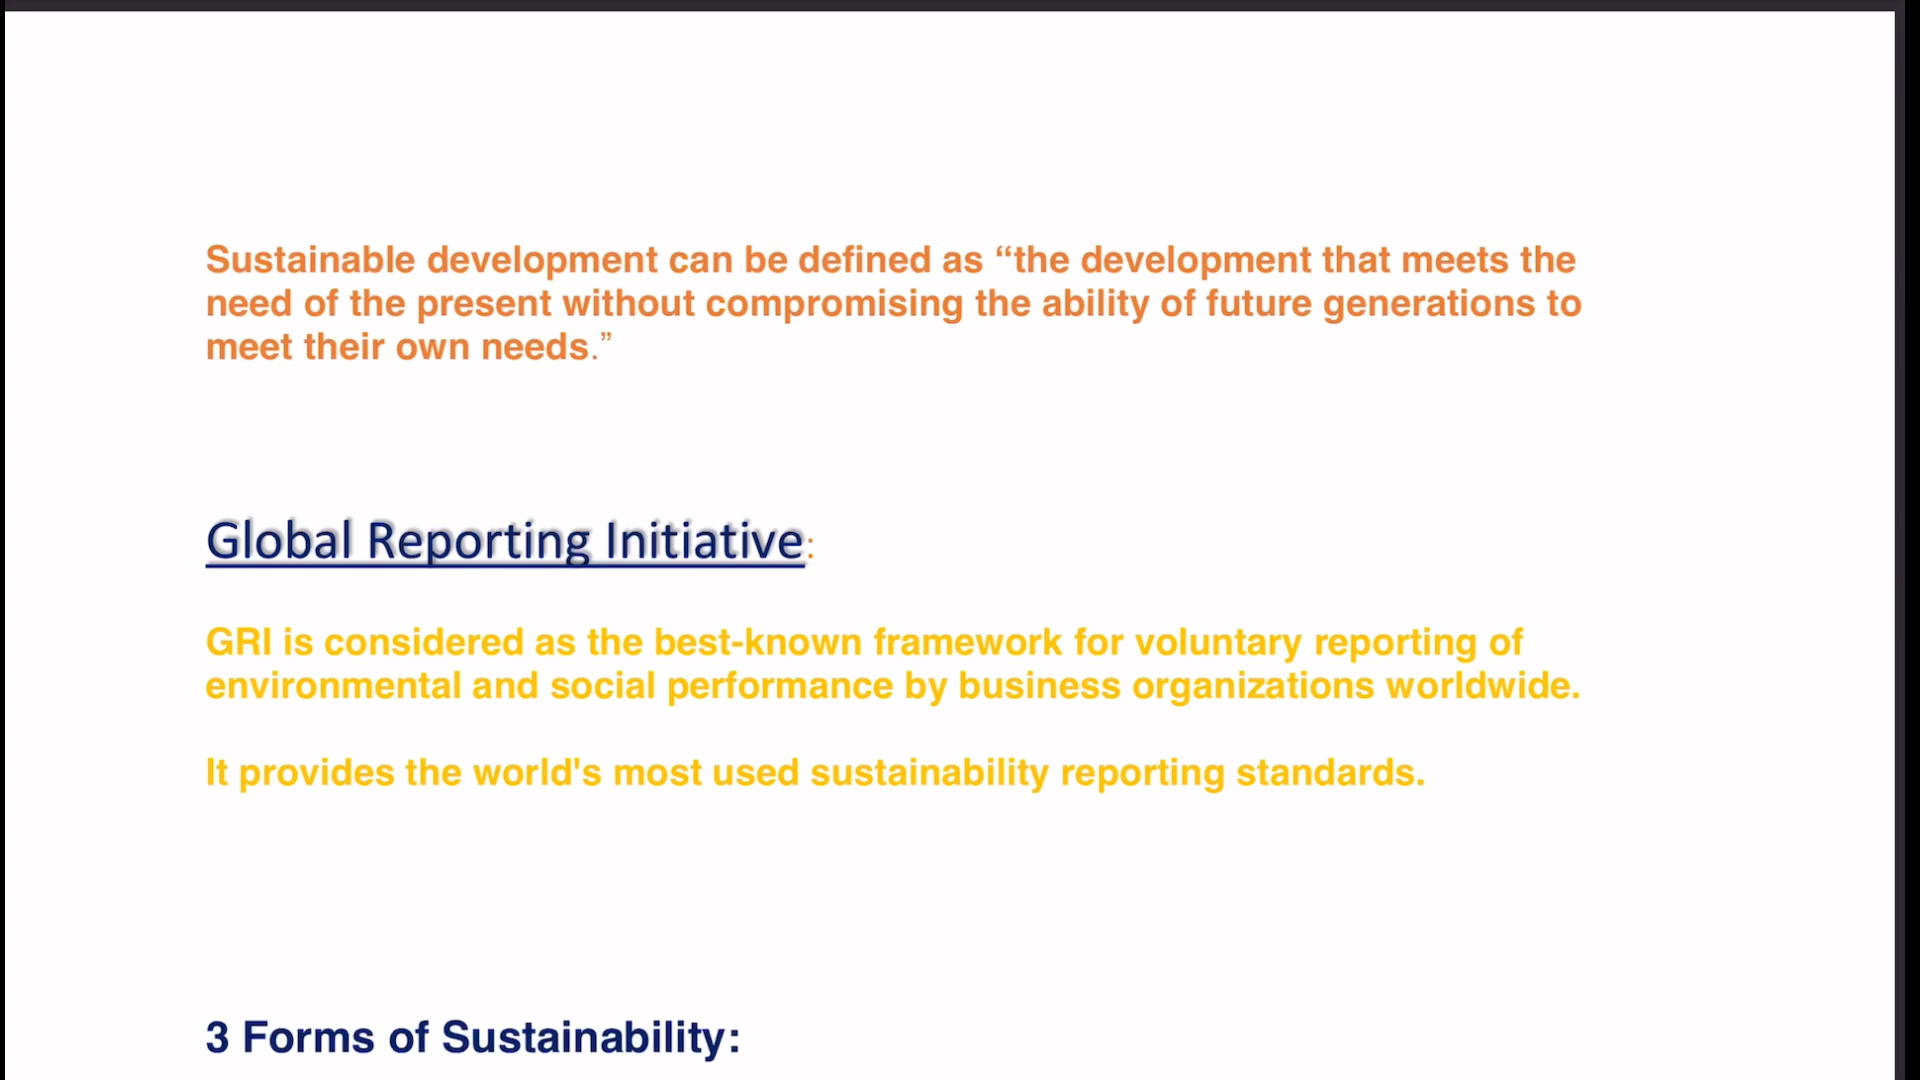 Sustainable development can be defined as “the development that meets the
need of the present without compromising the ability of future generations to
meet their own needs.”
Global Reporting Initiative:
GRI is considered as the best-known framework for voluntary reporting of
environmental and social performance by business organizations worldwide.
It provides the world's most used sustainability reporting standards.
3 Forms of Sustainability: